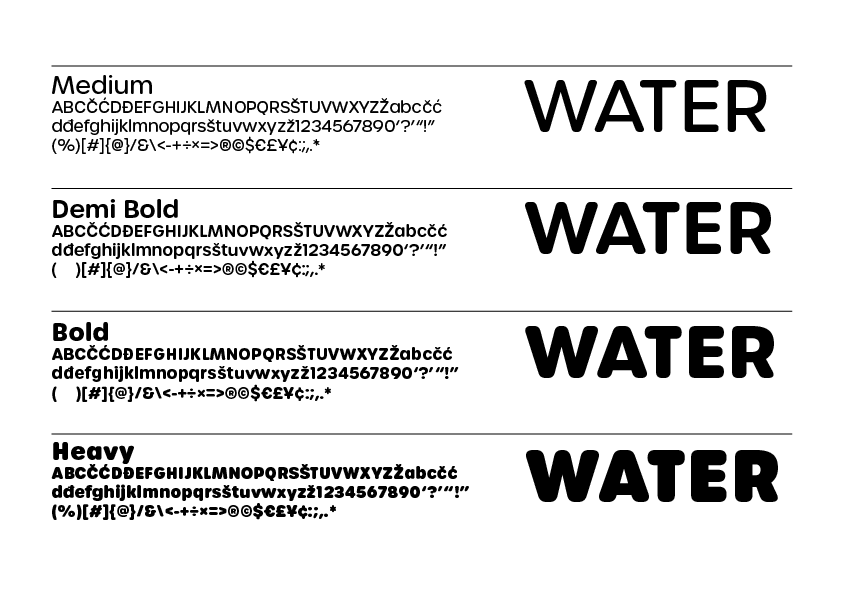 Medium
ABCČĆDĐEFGHIJKLMNOPQRSŠTUVWXYZŽabcčć
dđefghijklmnopqrsštuvwxyzž1234567890‘?’“!”
(%)[#]{@}/&\<-+÷×=>®©$€£¥¢:;,.*
WATER
Demi Bold
ABCČĆDĐEFGHIJKLMNOPQRSŠTUVWXYZŽabcčć
dđefghijklmnopqrsštuvwxyzž1234567890‘?’“!”
( )[#]{@}/&\<-+÷×=>®©$€£¥¢:;,.*
WATER
Bold
ABCČĆDĐEFGHIJKLMNOPQRSŠTUVWXYZŽabcčć
dđefghijklmnopqrsštuvwxyzž1234567890‘?’“!”
( )[#]{@}/&\<-+÷×=>®©$€£¥¢:;,.*
WATER
Heavy
ABCČĆDĐEFGHIJKLMNOPQRSŠTUVWXYZŽabcčć
dđefghijklmnopqrsštuvwxyzž1234567890‘?’“!”
(%)[#]{@}/&\<-+÷×=>®©$€£¥¢:;,.*
WATER